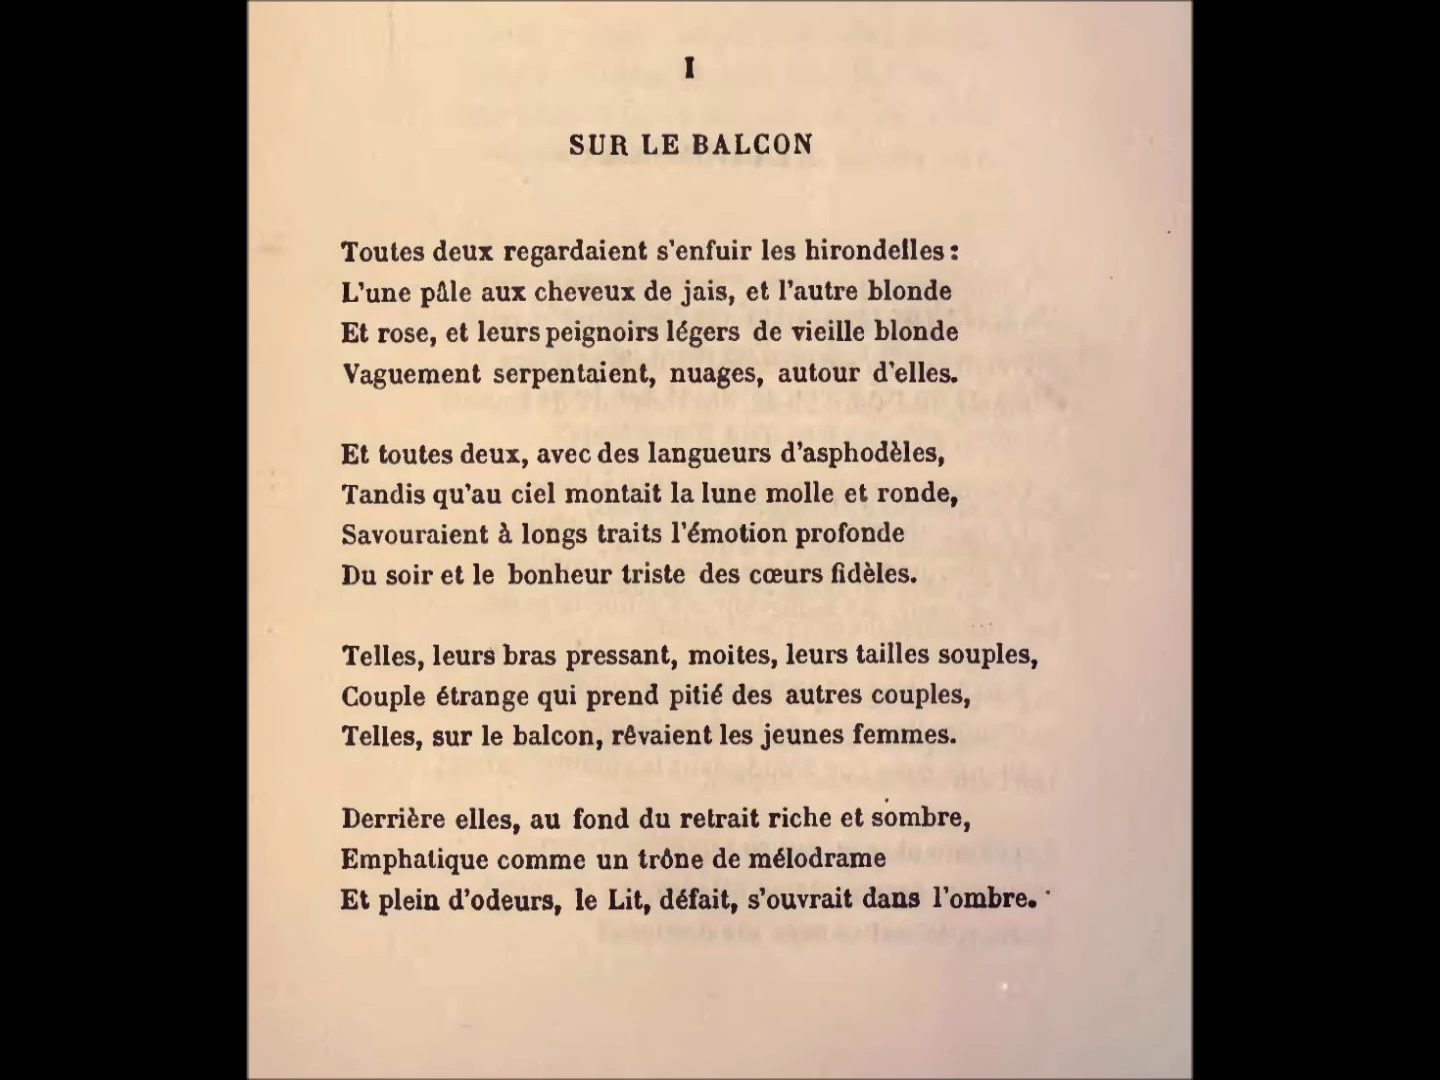 I
SUR LE BALCON
Toutes deux regardaient s'enfuir les hirondelles :
L'une pâle aux cheveux de jais, et l'autre blonde
Et rose, et leurs peignoirs légers de vieille blonde
Vaguement serpentaient, nuages, autour d'elles.
Et toutes deux, avec des langueurs d'asphodèles,
Tandis qu'au ciel montait la lune molle et ronde,
Savouraient à longs traits l'émotion profonde
Du soir et le bonheur triste des cœurs fidèles.
Telles, leurs bras pressant, moites, leurs tailles souples,
Couple étrange qui prend pitié des autres couples,
Telles, sur le balcon, rêvaient les jeunes femmes.
Derrière elles, au fond du retrait riche et sombre,
Emphatique comme un trône de mélodrame
Et plein d'odeurs, le Lit, défait, s'ouvrait dans l'ombre.